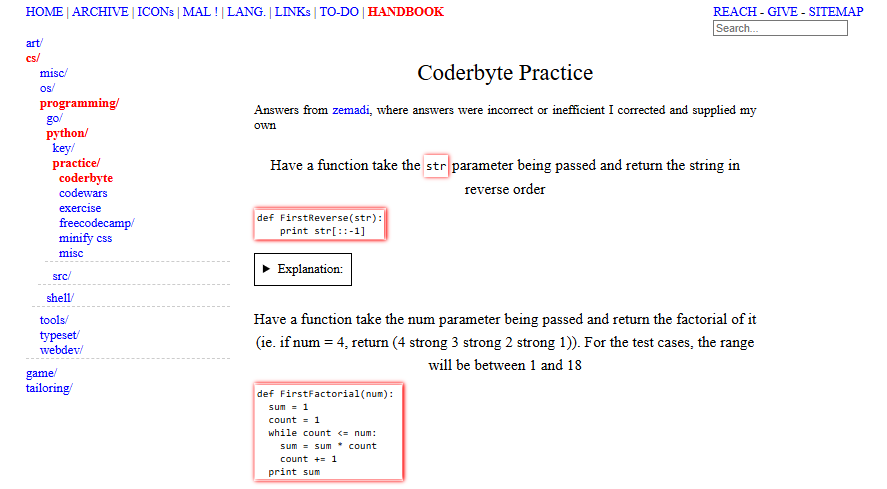 HOME | ARCHIVE | ICONs | MAL ! | LANG. | LINKs | TO-DO | HANDBOOK
REACH - GIVE - SITEMAP
Search...
art/
cs/
misc/
os/
programming/
go/
python/
key/
practice/
coderbyte
codewars
exercise
freecodecamp/
minify css
misc
src/
shell/
tools/
typeset/
webdev/
game/
tailoring/
Coderbyte Practice
Answers from zemadi, where answers were incorrect or inefficient I corrected and supplied my
own
Have a function take the str parameter being passed and return the string in
reverse order
def FirstReverse(str):
    print str[::-1]
▶ Explanation:
Have a function take the num parameter being passed and return the factorial of it
(ie. if num = 4, return (4 strong 3 strong 2 strong 1)). For the test cases, the range
will be between 1 and 18
def FirstFactorial(num):
  sum = 1
  count = 1
  while count <= num:
    sum = sum * count
    count += 1
  print sum